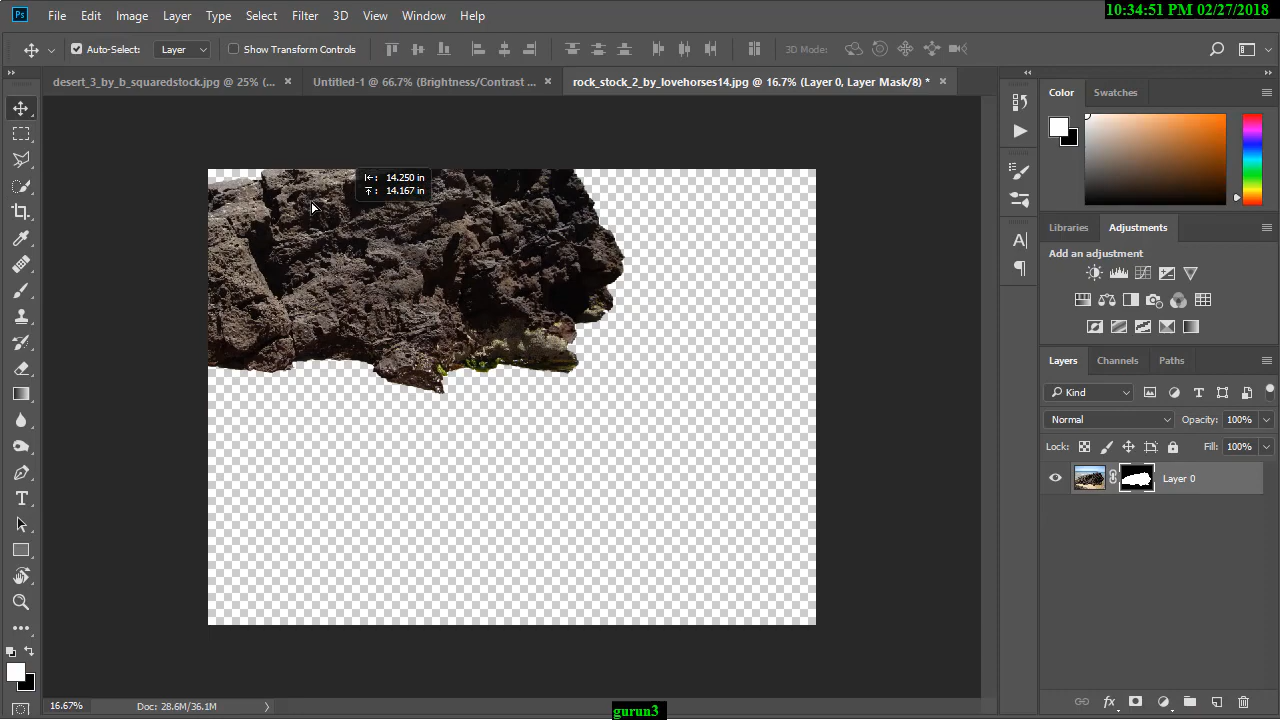 10:34:51 PM 02/27/2018
Ps File Edit Image Layer Type Select Filter 3D View Window Help
Auto-Select: Layer Show Transform Controls 3D Mode:
desert_3_by_b_squaredstock.jpg @ 25% (... × Untitled-1 @ 66.7% (Brightness/Contrast ... × rock_stock_2_by_lovehorses14.jpg @ 16.7% (Layer 0, Layer Mask/8) * ×
Color Swatches
14.250 in
14.167 in
Libraries Adjustments
Add an adjustment
Layers Channels Paths
Kind
Normal Opacity: 100%
Lock: Fill: 100%
Layer 0
16.67% Doc: 28.6M/36.1M
gurun3